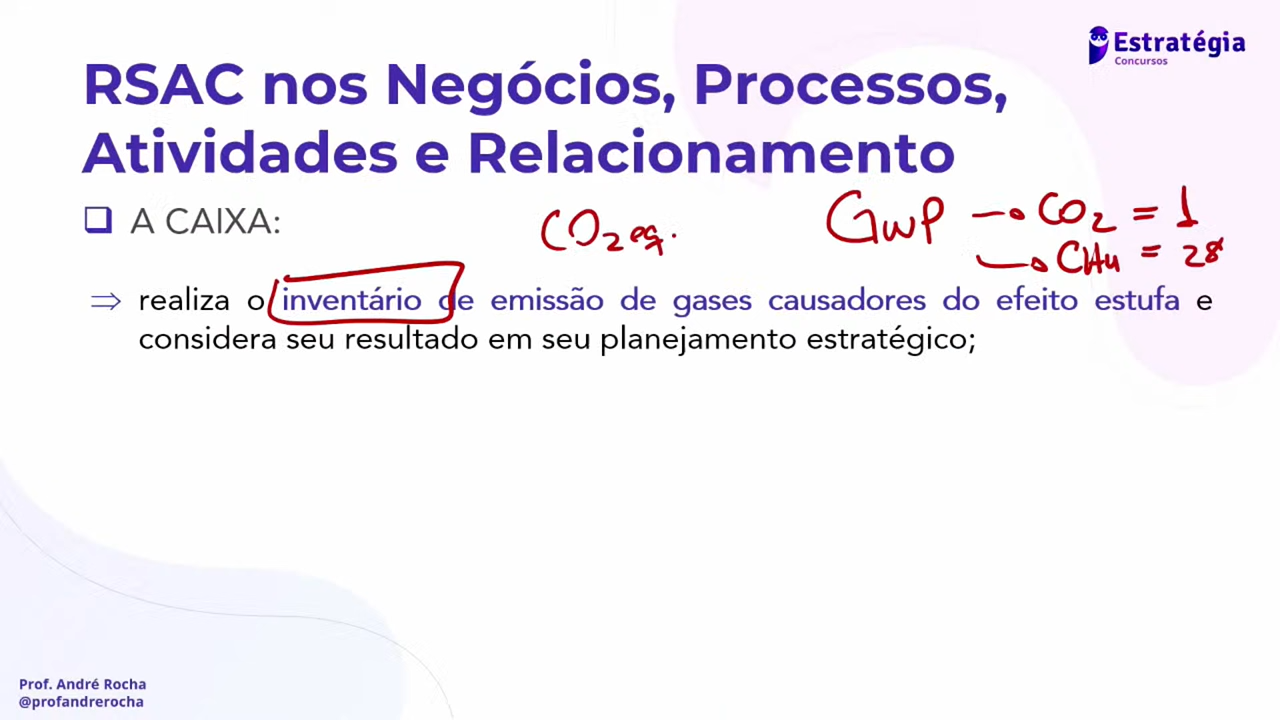 Estratégia
Concursos
RSAC nos Negócios, Processos,
Atividades e Relacionamento
A CAIXA:
CO₂ eq.
GWP → CO₂ = 1
→ CH₄ = 28
⇒ realiza o inventário de emissão de gases causadores do efeito estufa e
considera seu resultado em seu planejamento estratégico;
Prof. André Rocha
@profandrerocha